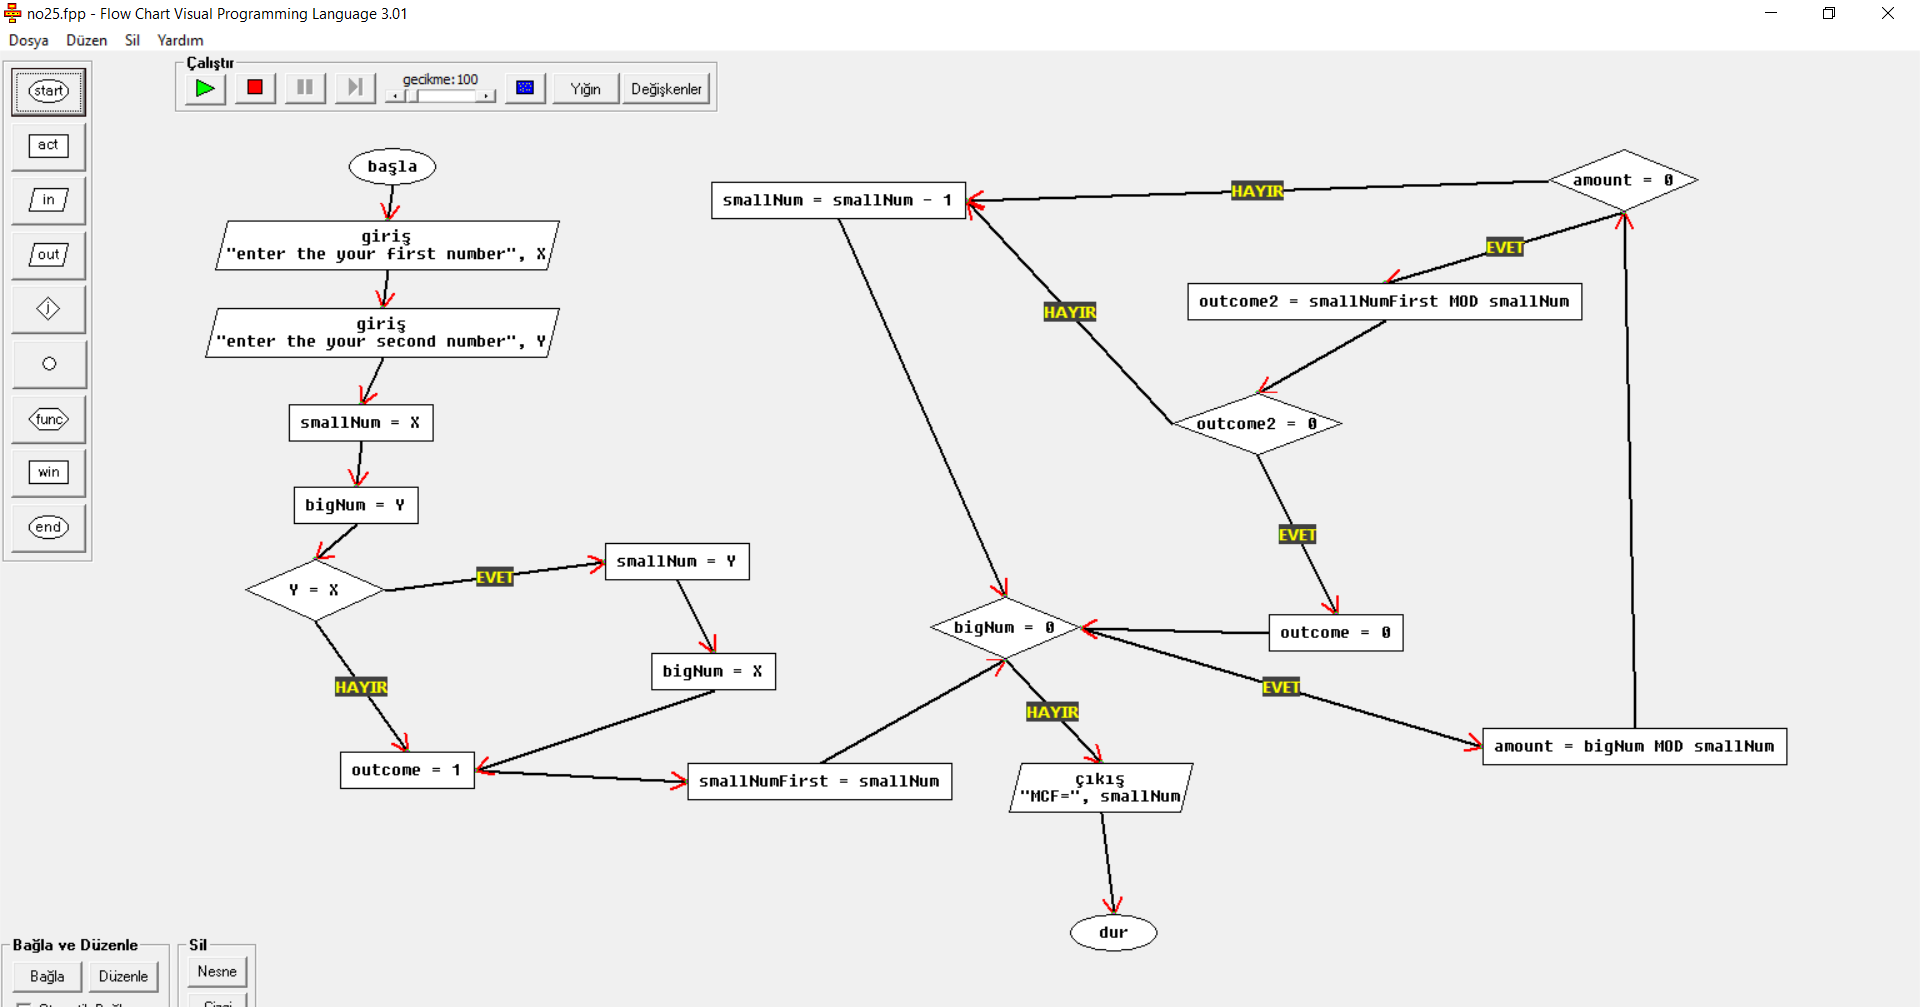 no25.fpp - Flow Chart Visual Programming Language 3.01
Dosya Düzen Sil Yardım
Çalıştır
gecikme:100
Yığın
Değişkenler
start
act
in
out
j
func
win
end
başla
giriş
"enter the your first number", X
giriş
"enter the your second number", Y
smallNum = X
bigNum = Y
Y = X
EVET
smallNum = Y
bigNum = X
HAYIR
outcome = 1
smallNumFirst = smallNum
smallNum = smallNum - 1
HAYIR
amount = 0
EVET
outcome2 = smallNumFirst MOD smallNum
HAYIR
outcome2 = 0
EVET
outcome = 0
bigNum = 0
EVET
amount = bigNum MOD smallNum
HAYIR
çıkış
"MCF=", smallNum
dur
Bağla ve Düzenle
Bağla
Düzenle
Sil
Nesne